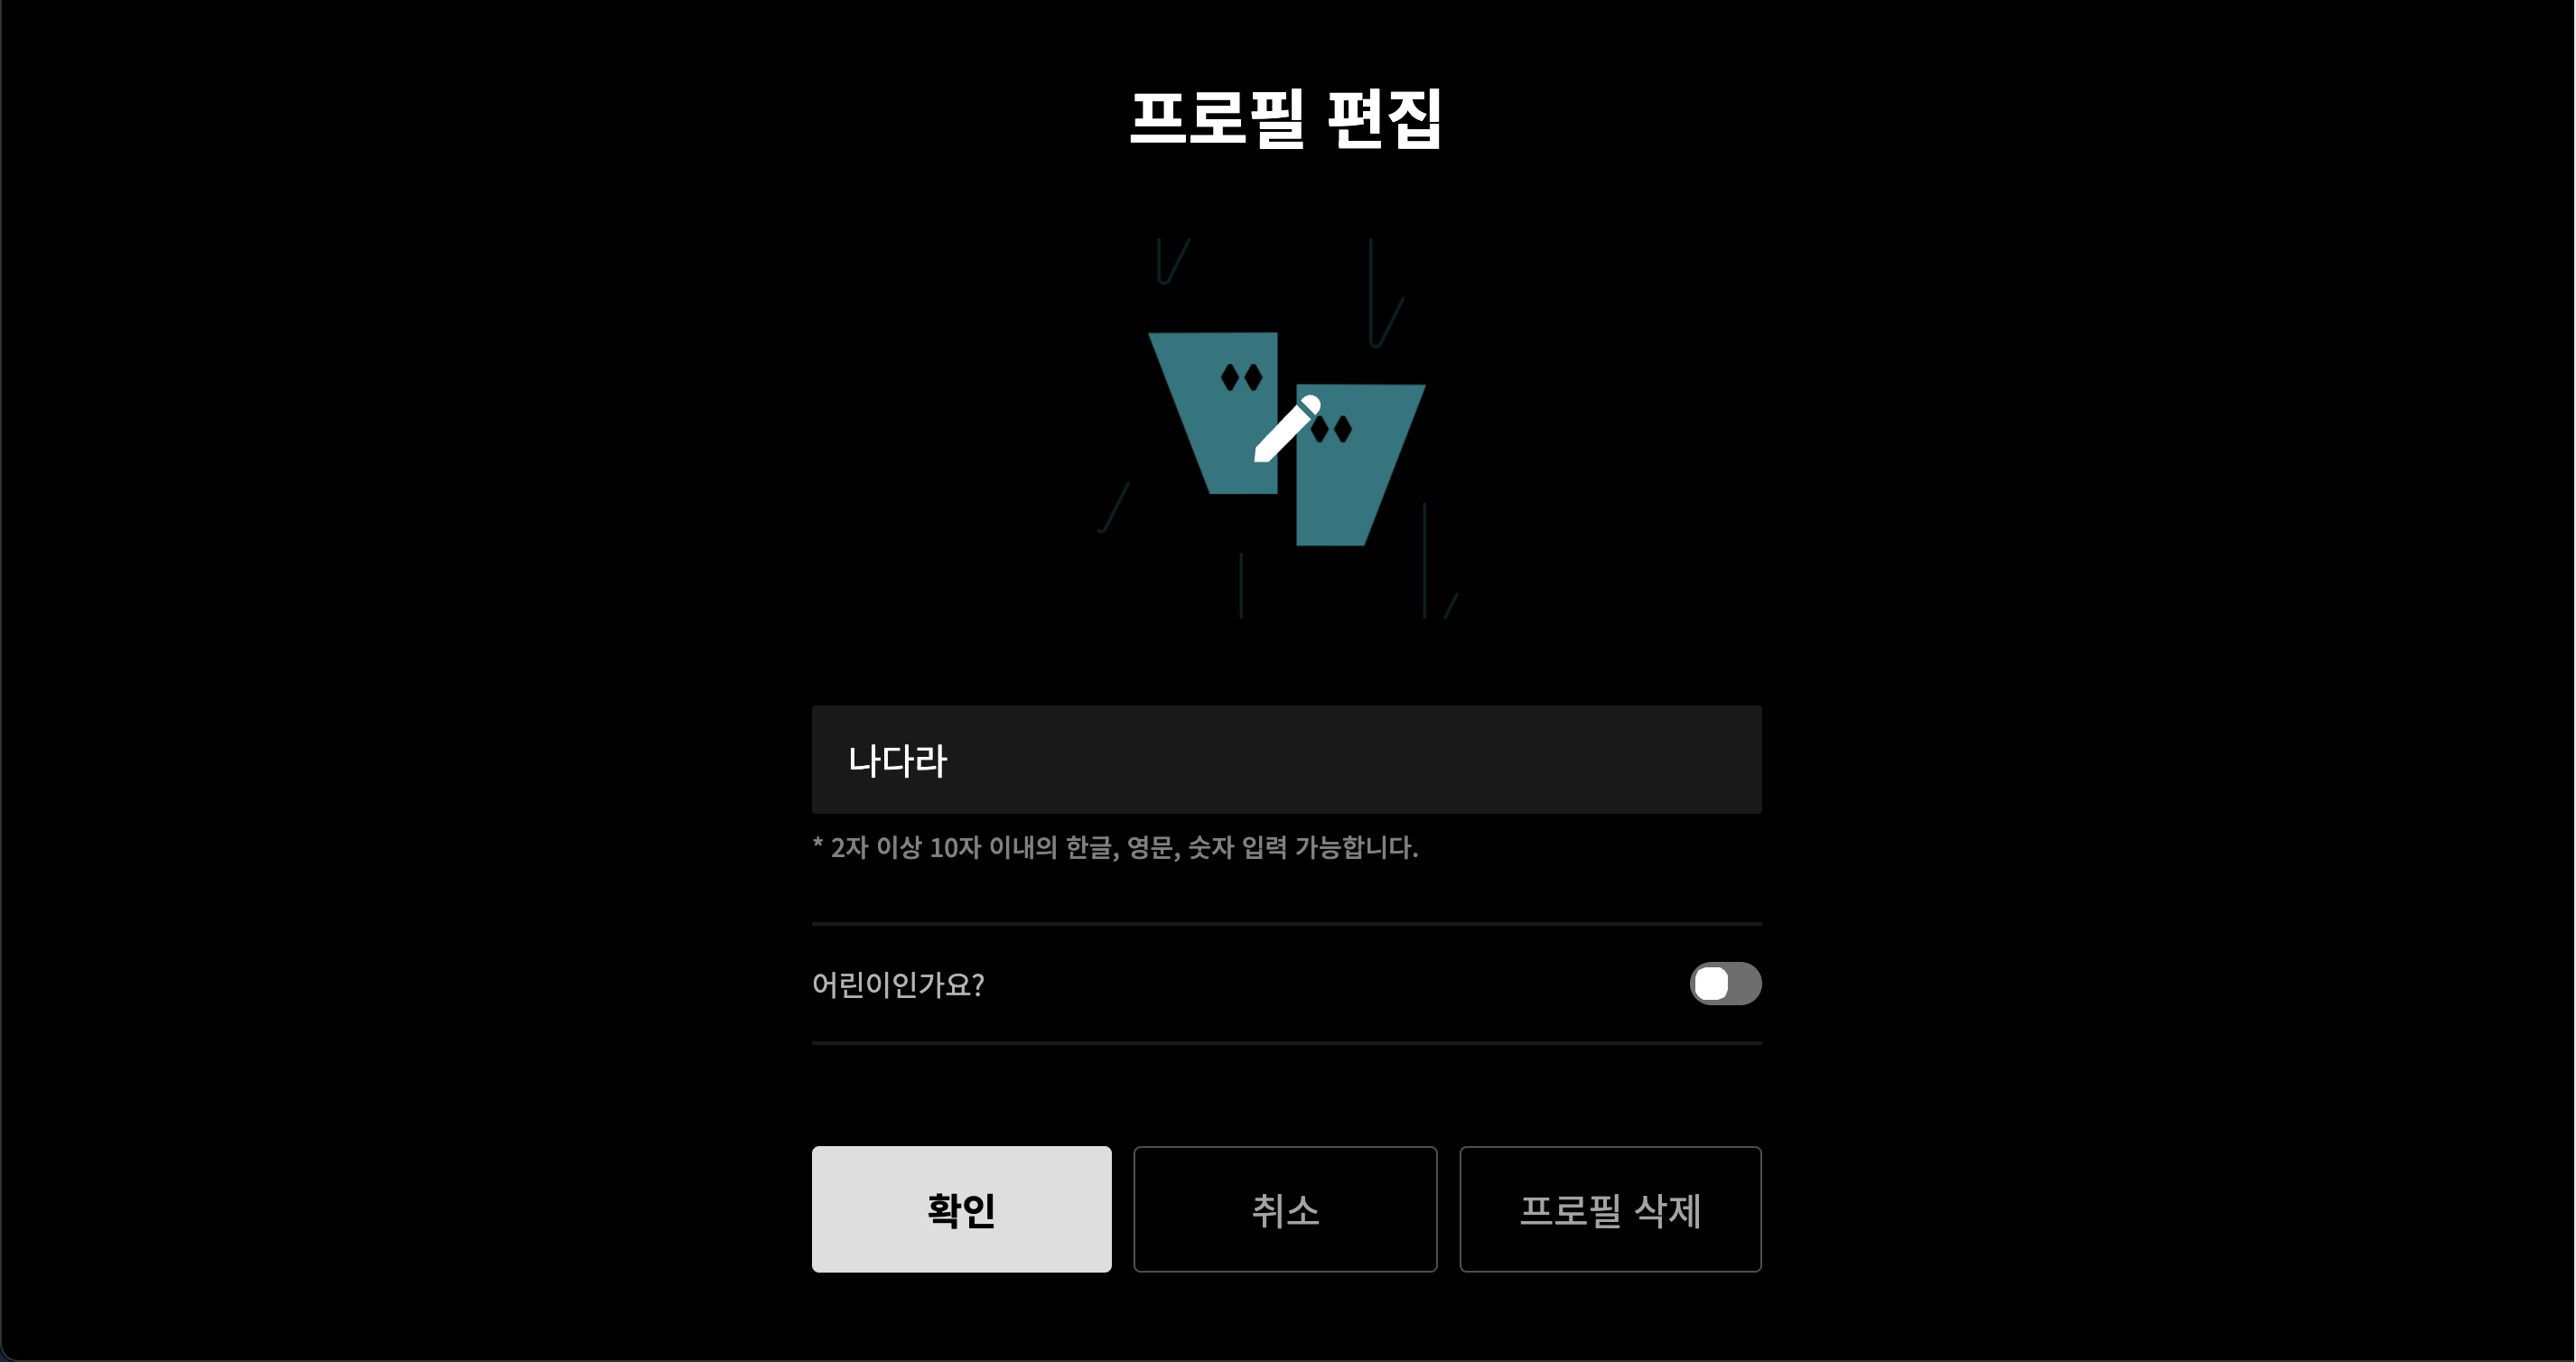 프로필 편집
나다라
* 2자 이상 10자 이내의 한글, 영문, 숫자 입력 가능합니다.
어린이인가요?
확인
취소
프로필 삭제